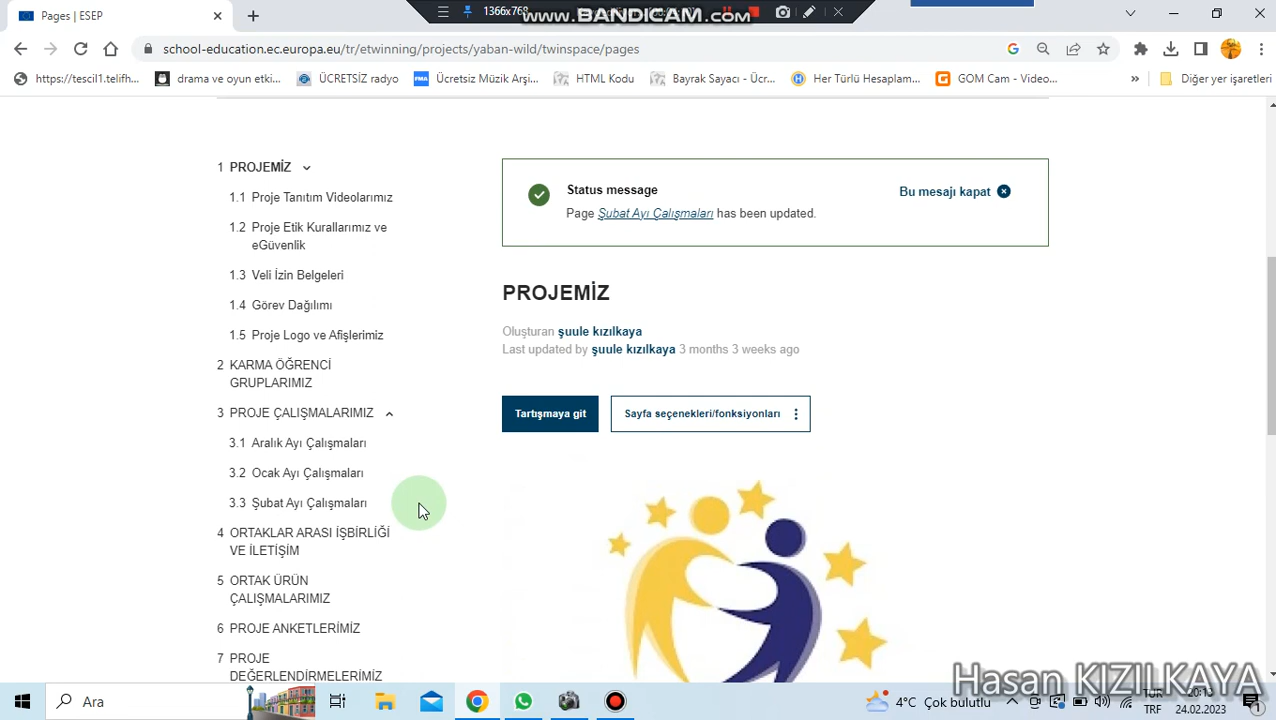 Pages | ESEP
1366x768
www.BANDICAM.com
school-education.ec.europa.eu/tr/etwinning/projects/yaban-wild/twinspace/pages
https://tescil1.telifh...
drama ve oyun etki...
ÜCRETSİZ radyo
Ücretsiz Müzik Arşi...
HTML Kodu
Bayrak Sayacı - Ücr...
Her Türlü Hesaplam...
GOM Cam - Video...
»
Diğer yer işaretleri
1 PROJEMİZ
1.1 Proje Tanıtım Videolarımız
1.2 Proje Etik Kurallarımız ve
eGüvenlik
1.3 Veli İzin Belgeleri
1.4 Görev Dağılımı
1.5 Proje Logo ve Afişlerimiz
2 KARMA ÖĞRENCİ
GRUPLARIMIZ
3 PROJE ÇALIŞMALARIMIZ
3.1 Aralık Ayı Çalışmaları
3.2 Ocak Ayı Çalışmaları
3.3 Şubat Ayı Çalışmaları
4 ORTAKLAR ARASI İŞBİRLİĞİ
VE İLETİŞİM
5 ORTAK ÜRÜN
ÇALIŞMALARIMIZ
6 PROJE ANKETLERİMİZ
7 PROJE
DEĞERLENDİRMELERİMİZ
Status message
Bu mesajı kapat
Page Şubat Ayı Çalışmaları has been updated.
PROJEMİZ
Oluşturan şuule kızılkaya
Last updated by şuule kızılkaya 3 months 3 weeks ago
Tartışmaya git
Sayfa seçenekleri/fonksiyonları
Hasan KIZILKAYA
Ara
4°C Çok bulutlu
TUR
TRF
20:13
24.02.2023
1